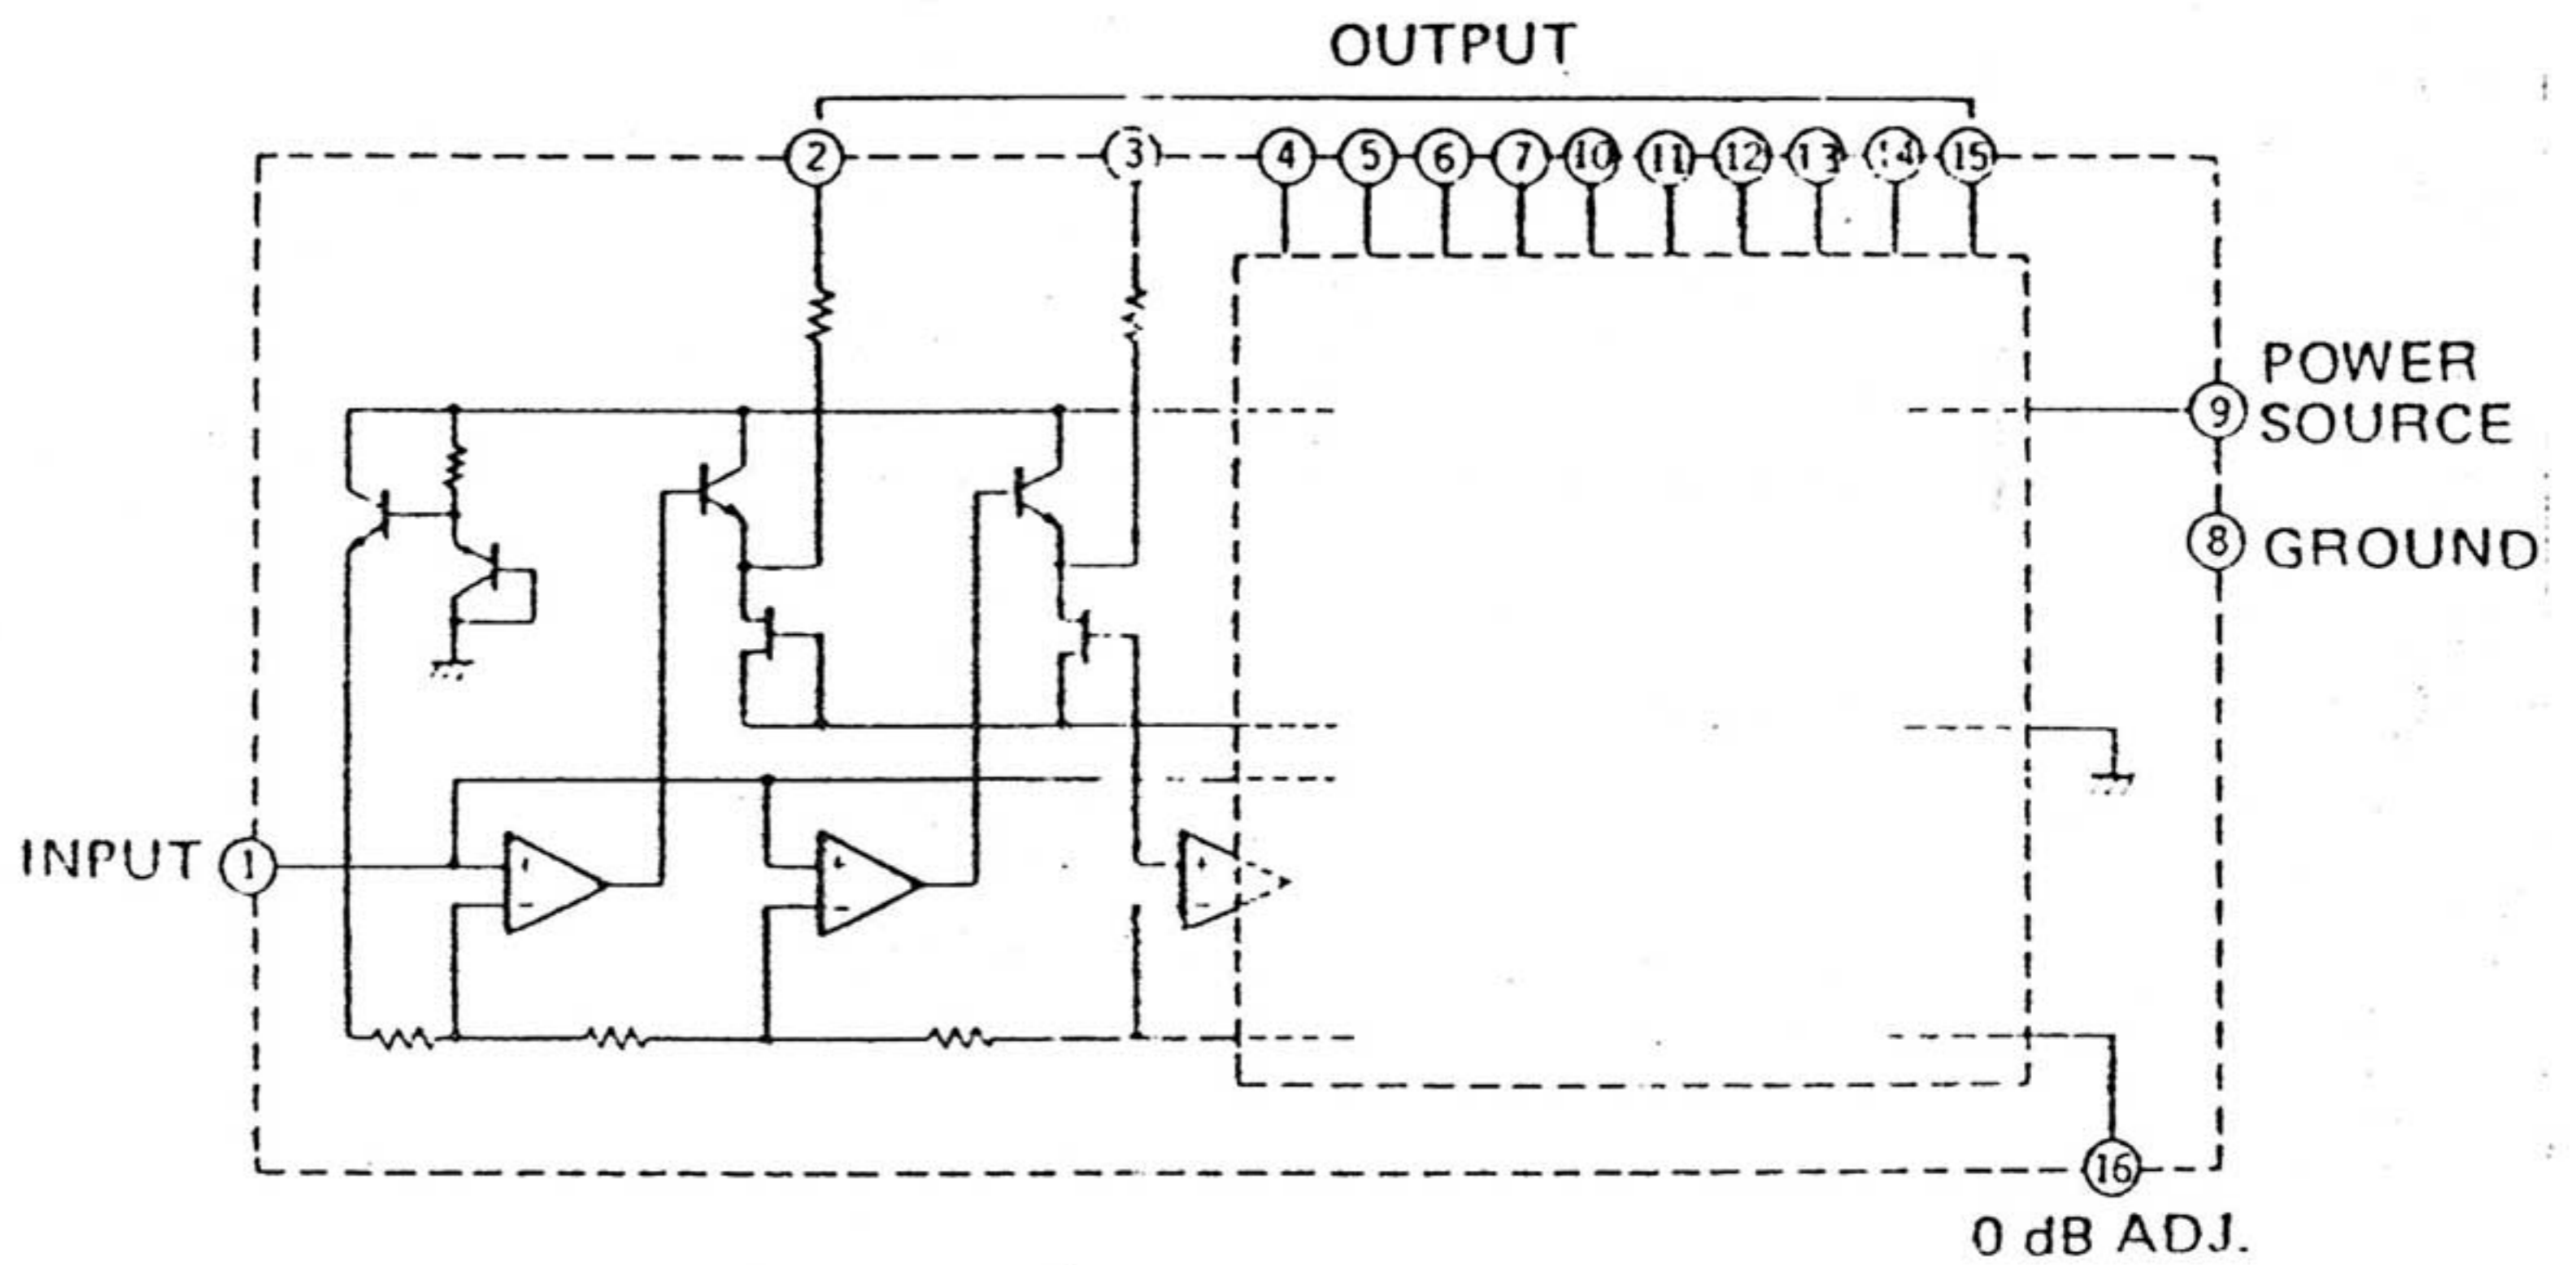 OUTPUT
2 3 4 5 6 7 10 11 12 13 14 15
POWER
SOURCE
9
8 GROUND
INPUT 1
+ + +
- - -
16
0 dB ADJ.